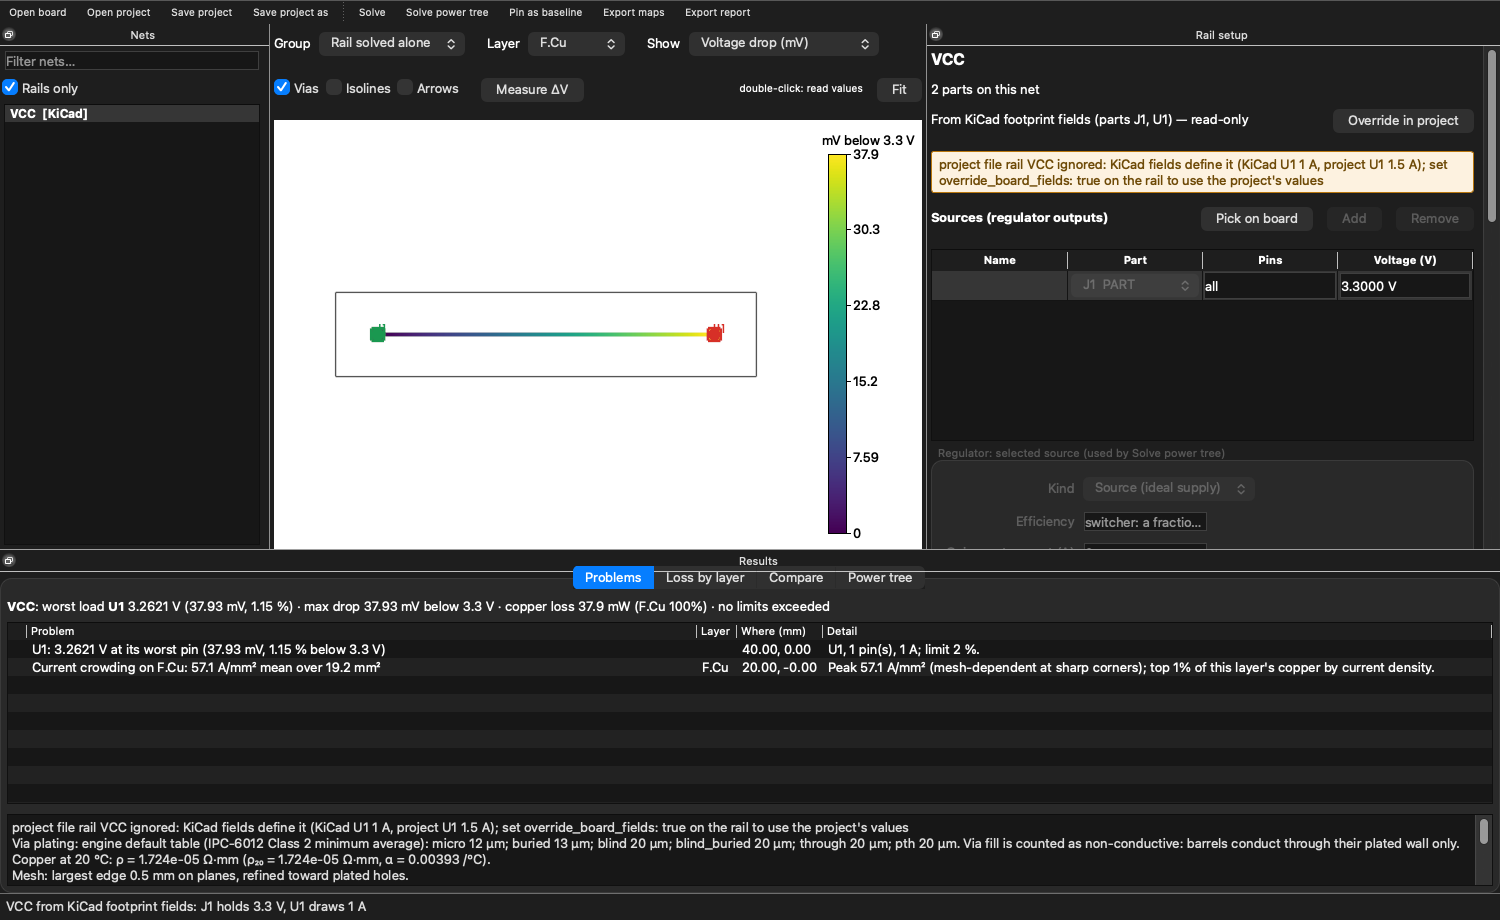 Open board Open project Save project Save project as Solve Solve power tree Pin as baseline Export maps Export report
Nets
Filter nets...
Rails only
VCC [KiCad]
Group Rail solved alone Layer F.Cu Show Voltage drop (mV)
Vias Isolines Arrows Measure ΔV double-click: read values Fit
mV below 3.3 V
37.9
30.3
22.8
15.2
7.59
0
Rail setup
VCC
2 parts on this net
From KiCad footprint fields (parts J1, U1) — read-only Override in project
project file rail VCC ignored: KiCad fields define it (KiCad U1 1 A, project U1 1.5 A); set
override_board_fields: true on the rail to use the project's values
Sources (regulator outputs) Pick on board Add Remove
Name Part Pins Voltage (V)
J1 PART all 3.3000 V
Regulator: selected source (used by Solve power tree)
Kind Source (ideal supply)
Efficiency switcher: a fractio...
Results
Problems Loss by layer Compare Power tree
VCC: worst load U1 3.2621 V (37.93 mV, 1.15 %) · max drop 37.93 mV below 3.3 V · copper loss 37.9 mW (F.Cu 100%) · no limits exceeded
Problem Layer Where (mm) Detail
U1: 3.2621 V at its worst pin (37.93 mV, 1.15 % below 3.3 V) 40.00, 0.00 U1, 1 pin(s), 1 A; limit 2 %.
Current crowding on F.Cu: 57.1 A/mm² mean over 19.2 mm² F.Cu 20.00, -0.00 Peak 57.1 A/mm² (mesh-dependent at sharp corners); top 1% of this layer's copper by current density.
project file rail VCC ignored: KiCad fields define it (KiCad U1 1 A, project U1 1.5 A); set override_board_fields: true on the rail to use the project's values
Via plating: engine default table (IPC-6012 Class 2 minimum average): micro 12 µm; buried 13 µm; blind 20 µm; blind_buried 20 µm; through 20 µm; pth 20 µm. Via fill is counted as non-conductive: barrels conduct through their plated wall only.
Copper at 20 °C: ρ = 1.724e-05 Ω·mm (ρ₂₀ = 1.724e-05 Ω·mm, α = 0.00393 /°C).
Mesh: largest edge 0.5 mm on planes, refined toward plated holes.
VCC from KiCad footprint fields: J1 holds 3.3 V, U1 draws 1 A